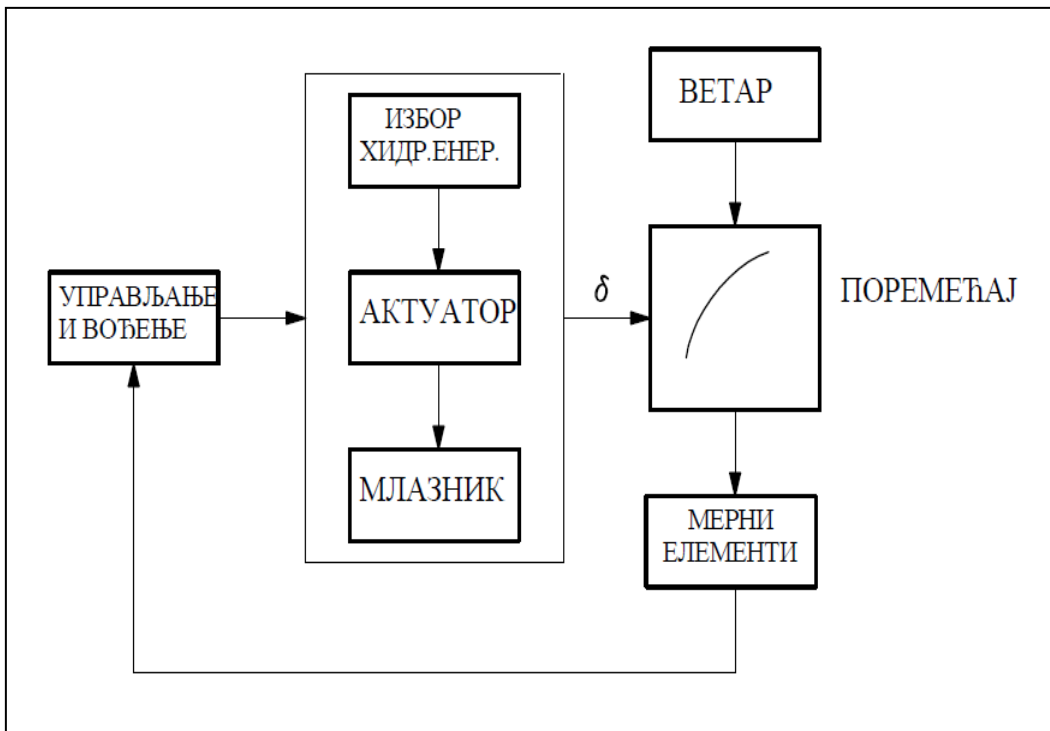 ВЕТАР
ИЗБОР
ХИДР.ЕНЕР.
УПРАВЉАЊЕ
И ВОЂЕЊЕ
АКТУАТОР
δ
ПОРЕМЕЋАЈ
МЛАЗНИК
МЕРНИ
ЕЛЕМЕНТИ